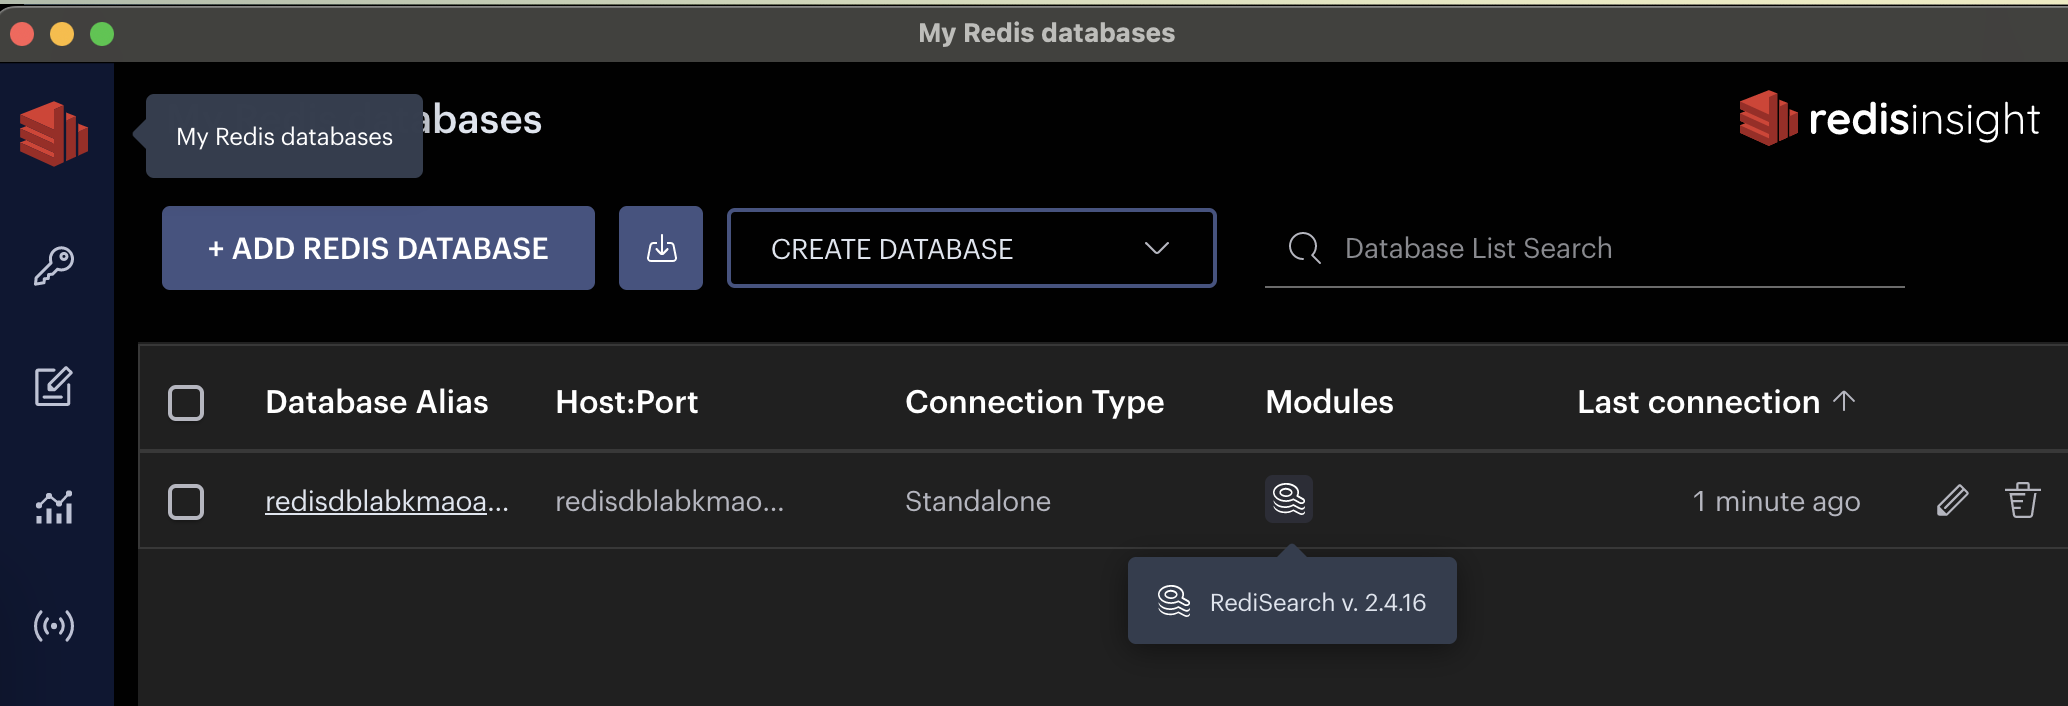 My Redis databases
My Redis databases
abases
redisinsight
+ ADD REDIS DATABASE
CREATE DATABASE
Database List Search
Database Alias Host:Port Connection Type Modules Last connection
redisdblabkmaoa... redisdblabkmao... Standalone 1 minute ago
RediSearch v. 2.4.16